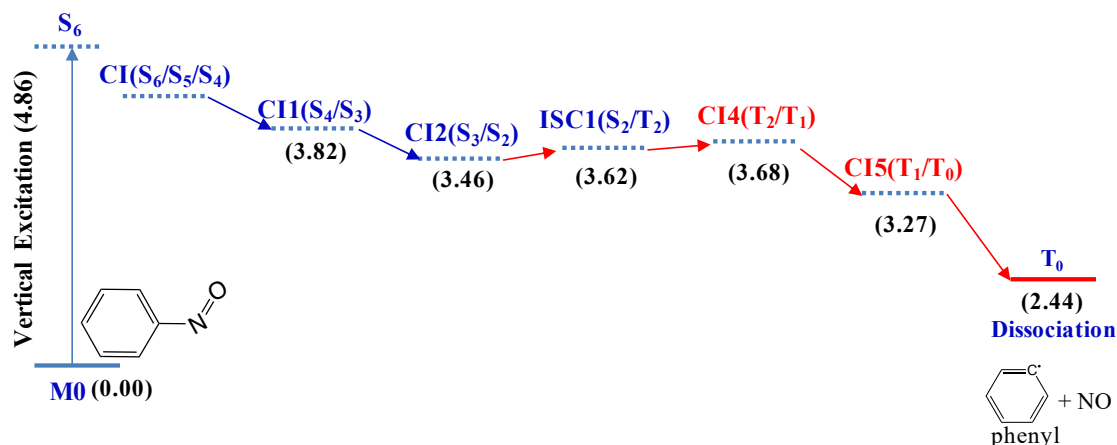 S₆
CI(S₆/S₅/S₄)
CI1(S₄/S₃)
(3.82)
CI2(S₃/S₂)
(3.46)
ISC1(S₂/T₂)
(3.62)
CI4(T₂/T₁)
(3.68)
CI5(T₁/T₀)
(3.27)
T₀
(2.44)
Dissociation
Vertical Excitation (4.86)
O
N
M0 (0.00)
C·
+ NO
phenyl